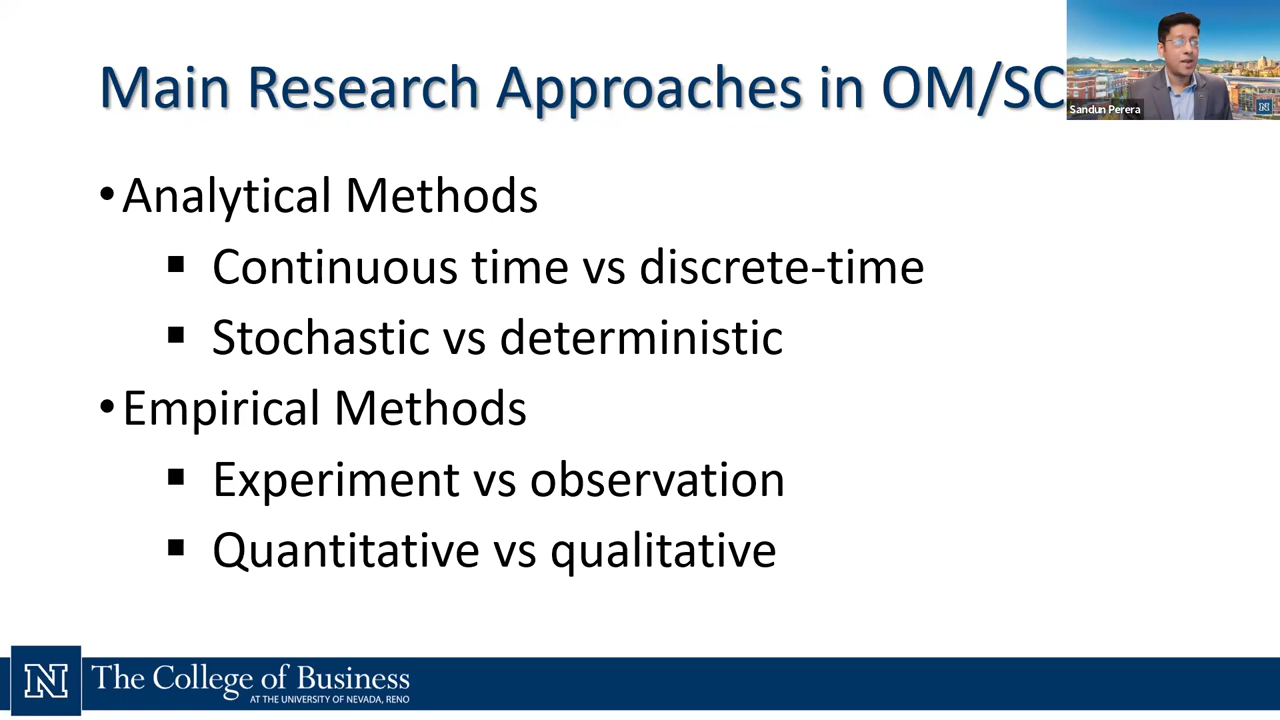 Main Research Approaches in OM/SC
Sandun Perera
•Analytical Methods
▪ Continuous time vs discrete-time
▪ Stochastic vs deterministic
•Empirical Methods
▪ Experiment vs observation
▪ Quantitative vs qualitative
N The College of Business
AT THE UNIVERSITY OF NEVADA, RENO